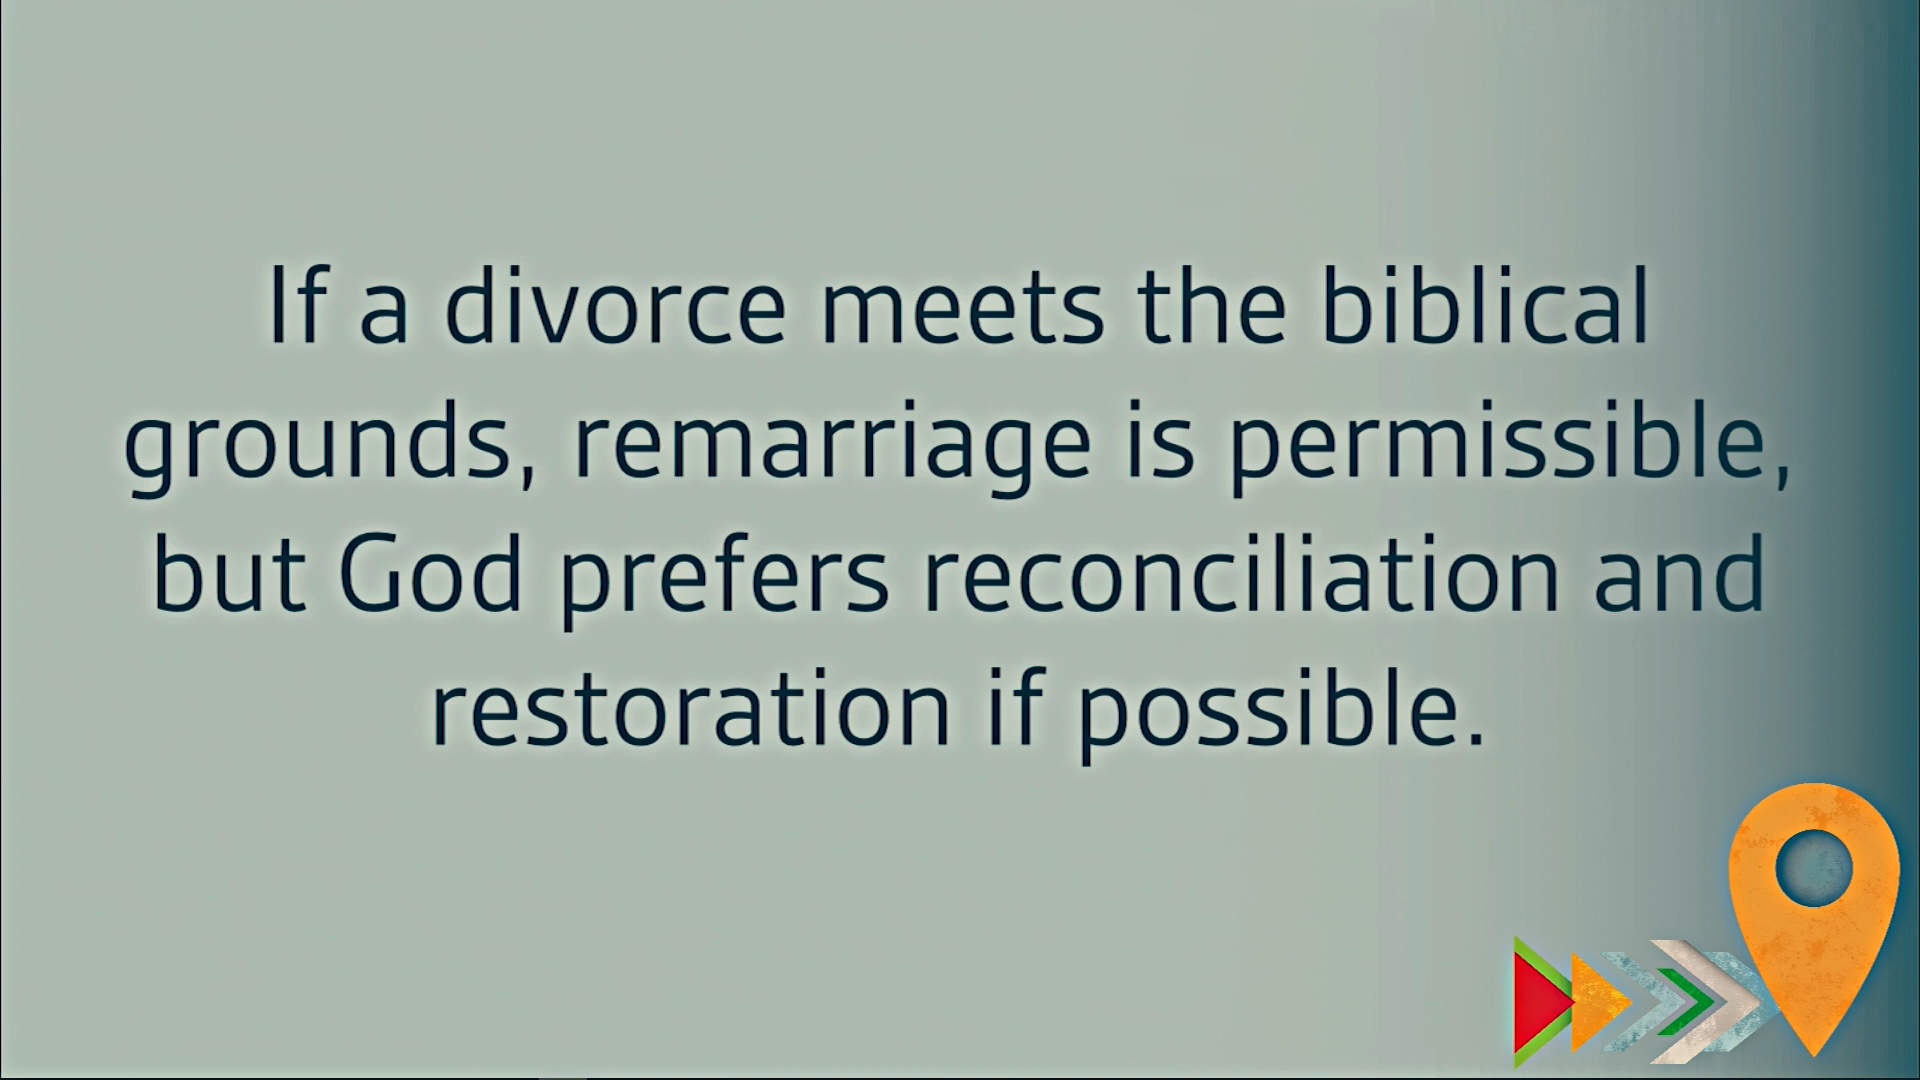 If a divorce meets the biblical
grounds, remarriage is permissible,
but God prefers reconciliation and
restoration if possible.